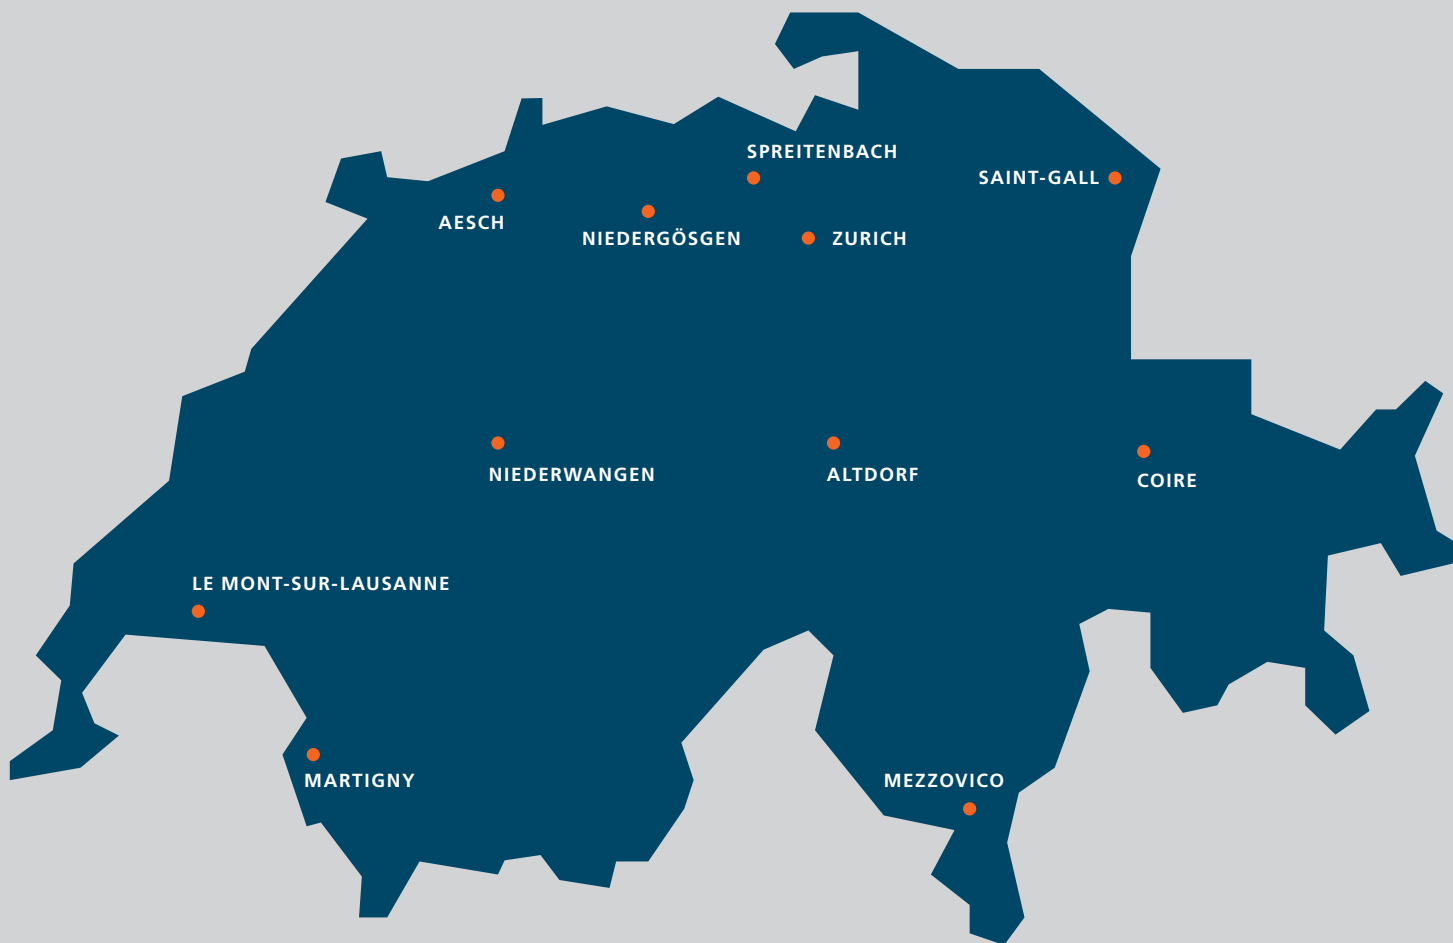 SPREITENBACH
SAINT-GALL
AESCH
NIEDERGÖSGEN
ZURICH
NIEDERWANGEN
ALTDORF
COIRE
LE MONT-SUR-LAUSANNE
MARTIGNY
MEZZOVICO